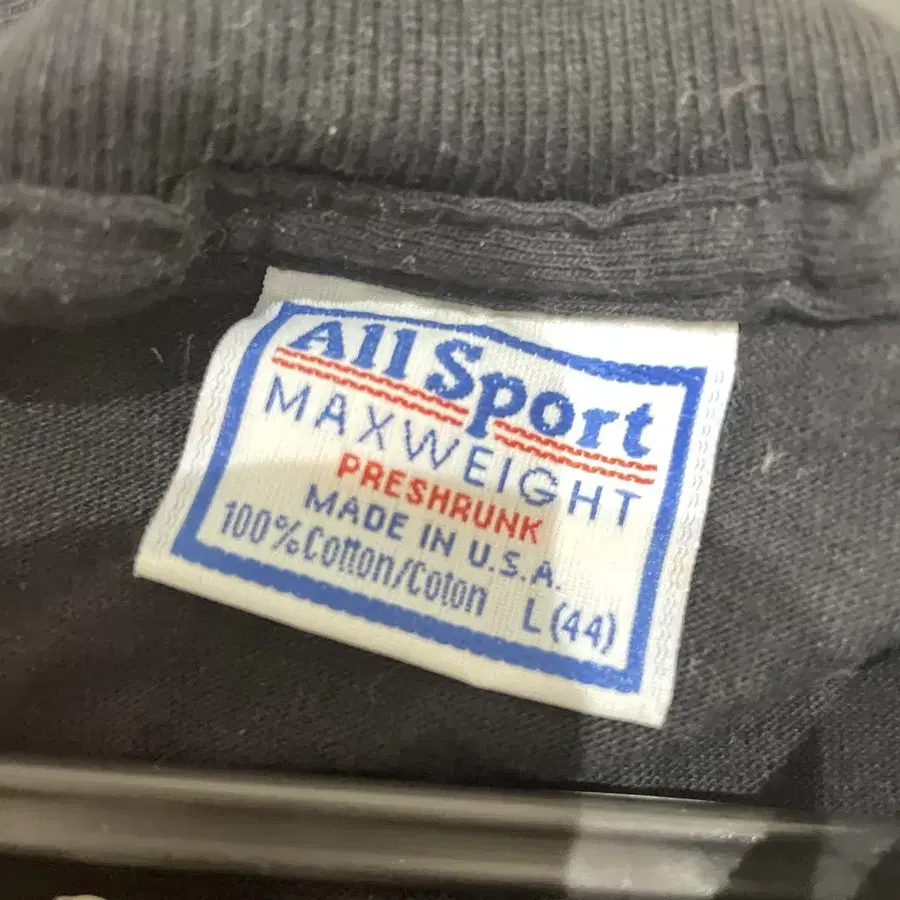 All Sport
MAXWEIGHT
PRESHRUNK
MADE IN U.S.A.
100% Cotton/Coton L (44)